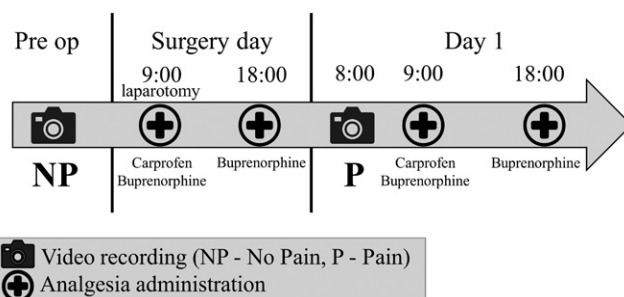 Pre op
Surgery day
Day 1
9:00
18:00
8:00
9:00
18:00
laparotomy
NP
Carprofen
Buprenorphine
Buprenorphine
P
Carprofen
Buprenorphine
Buprenorphine
Video recording (NP - No Pain, P - Pain)
Analgesia administration